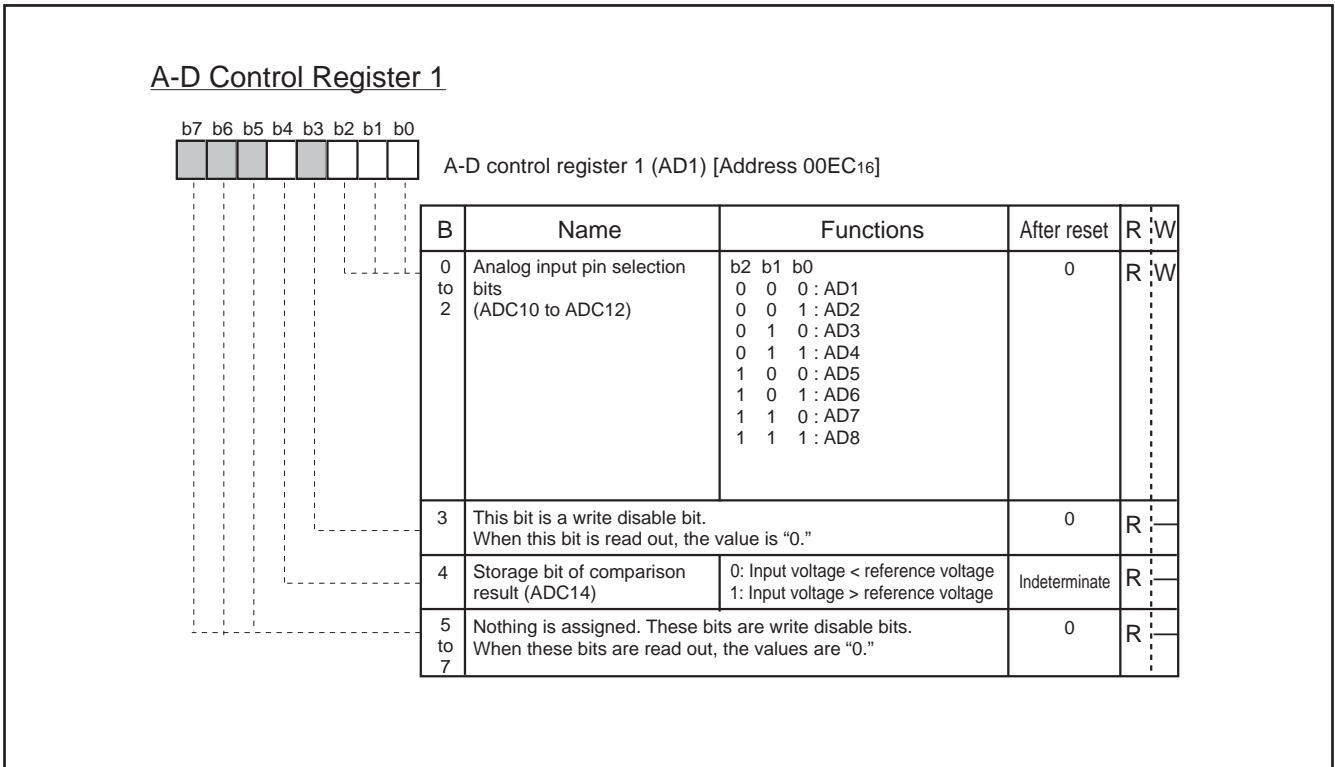 A-D Control Register 1
b7 b6 b5 b4 b3 b2 b1 b0
A-D control register 1 (AD1) [Address 00EC16]
B Name Functions After reset R W
0 to 2
Analog input pin selection
bits
(ADC10 to ADC12)
b2 b1 b0
0 0 0 : AD1
0 0 1 : AD2
0 1 0 : AD3
0 1 1 : AD4
1 0 0 : AD5
1 0 1 : AD6
1 1 0 : AD7
1 1 1 : AD8
0
R W
3
This bit is a write disable bit.
When this bit is read out, the value is “0.”
0
R —
4
Storage bit of comparison
result (ADC14)
0: Input voltage < reference voltage
1: Input voltage > reference voltage
Indeterminate
R —
5
to
7
Nothing is assigned. These bits are write disable bits.
When these bits are read out, the values are “0.”
0
R —